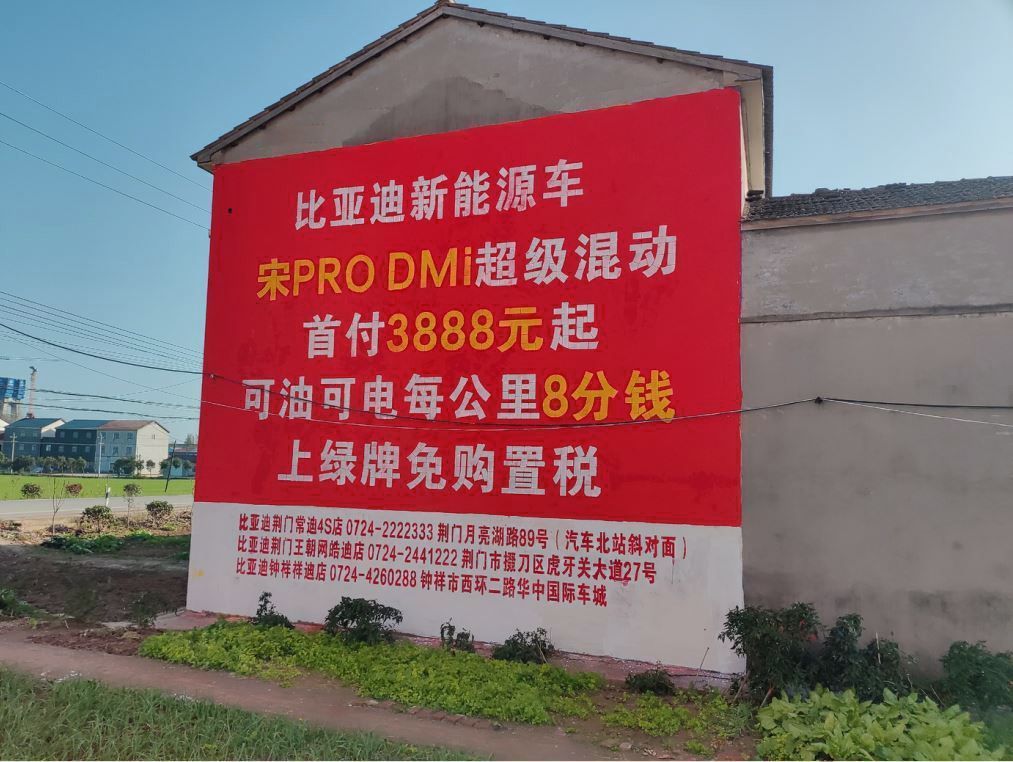 比亚迪新能源车
宋PRO DMi超级混动
首付3888元起
可油可电每公里8分钱
上绿牌免购置税
比亚迪荆门常迪4S店 0724-2222333 荆门月亮湖路89号（汽车北站斜对面）
比亚迪荆门王朝网皓迪店 0724-2441222 荆门市掇刀区虎牙关大道27号
比亚迪钟祥祥迪店 0724-4260288 钟祥市西环二路华中国际车城